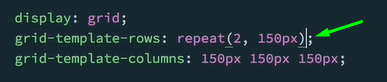 display: grid;
grid-template-rows: repeat(2, 150px);
grid-template-columns: 150px 150px 150px;